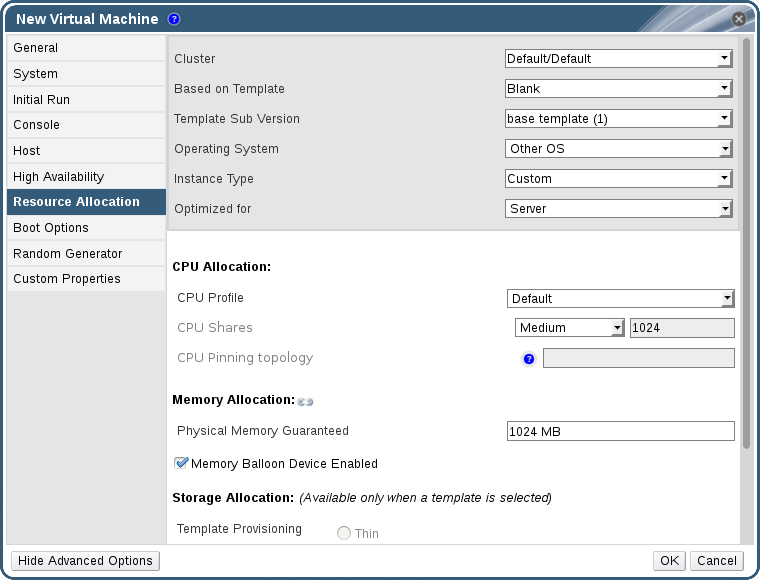 New Virtual Machine ?
General
System
Initial Run
Console
Host
High Availability
Resource Allocation
Boot Options
Random Generator
Custom Properties
Cluster Default/Default
Based on Template Blank
Template Sub Version base template (1)
Operating System Other OS
Instance Type Custom
Optimized for Server
CPU Allocation:
CPU Profile Default
CPU Shares Medium 1024
CPU Pinning topology ?
Memory Allocation:
Physical Memory Guaranteed 1024 MB
Memory Balloon Device Enabled
Storage Allocation: (Available only when a template is selected)
Template Provisioning Thin
Hide Advanced Options OK Cancel